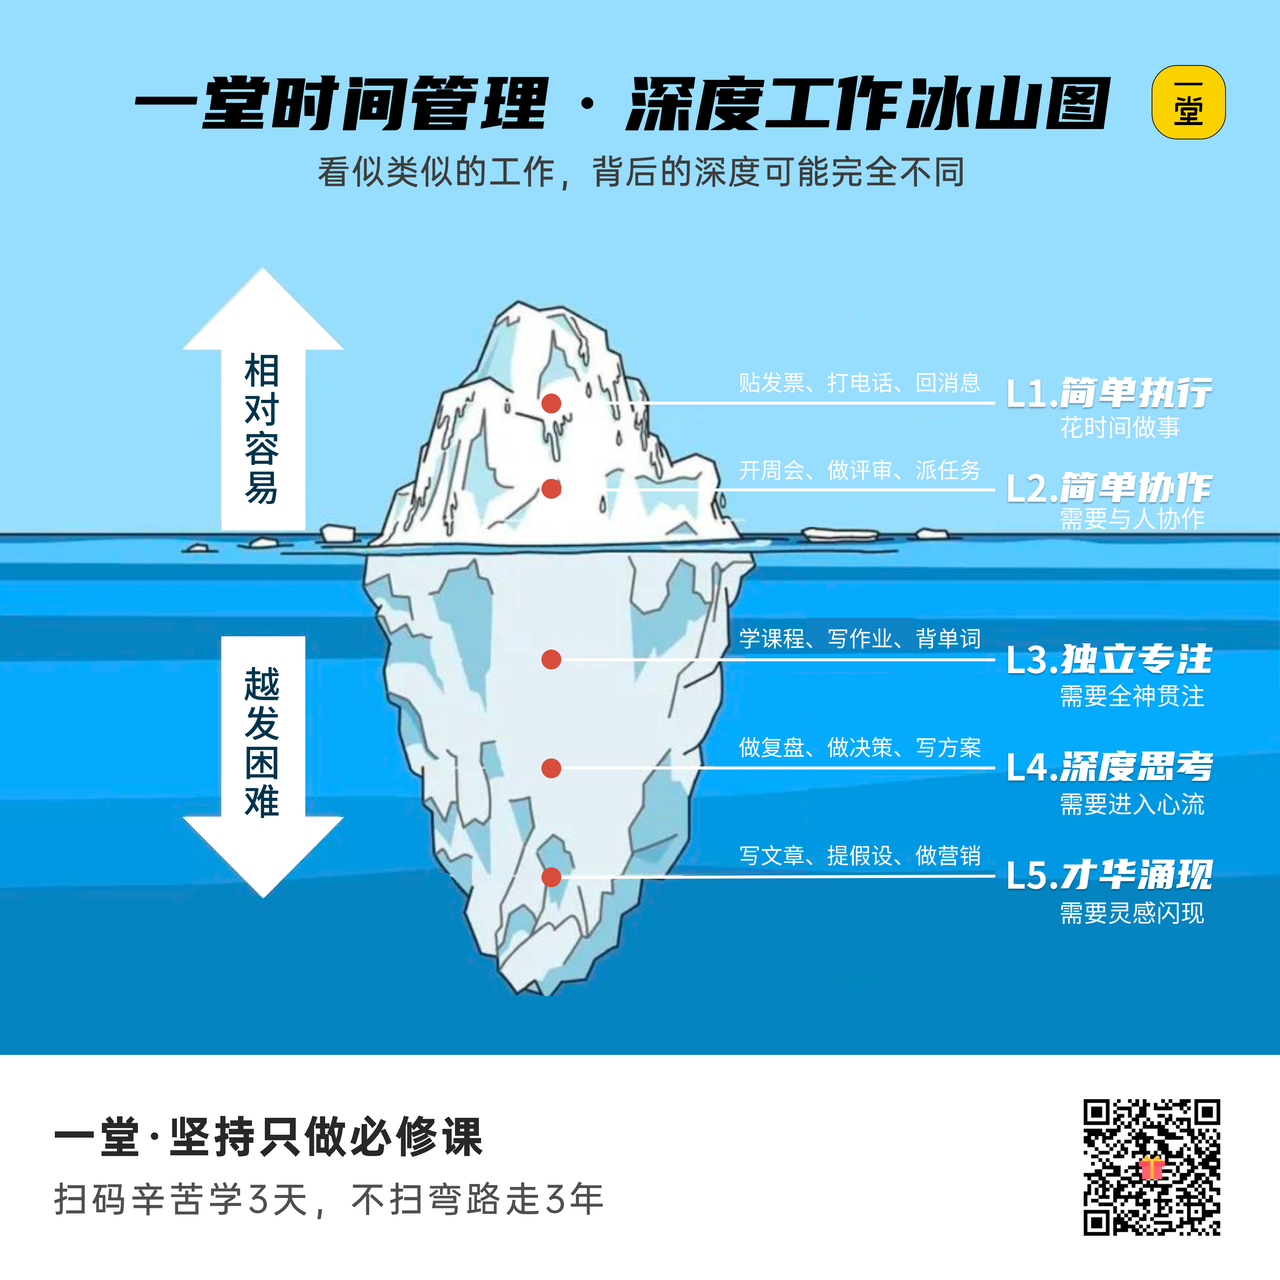 一堂时间管理·深度工作冰山图
一堂
看似类似的工作，背后的深度可能完全不同
相对容易
贴发票、打电话、回消息
L1.简单执行
花时间做事
开周会、做评审、派任务
L2.简单协作
需要与人协作
越发困难
学课程、写作业、背单词
L3.独立专注
需要全神贯注
做复盘、做决策、写方案
L4.深度思考
需要进入心流
写文章、提假设、做营销
L5.才华涌现
需要灵感闪现
一堂·坚持只做必修课
扫码辛苦学3天，不扫弯路走3年